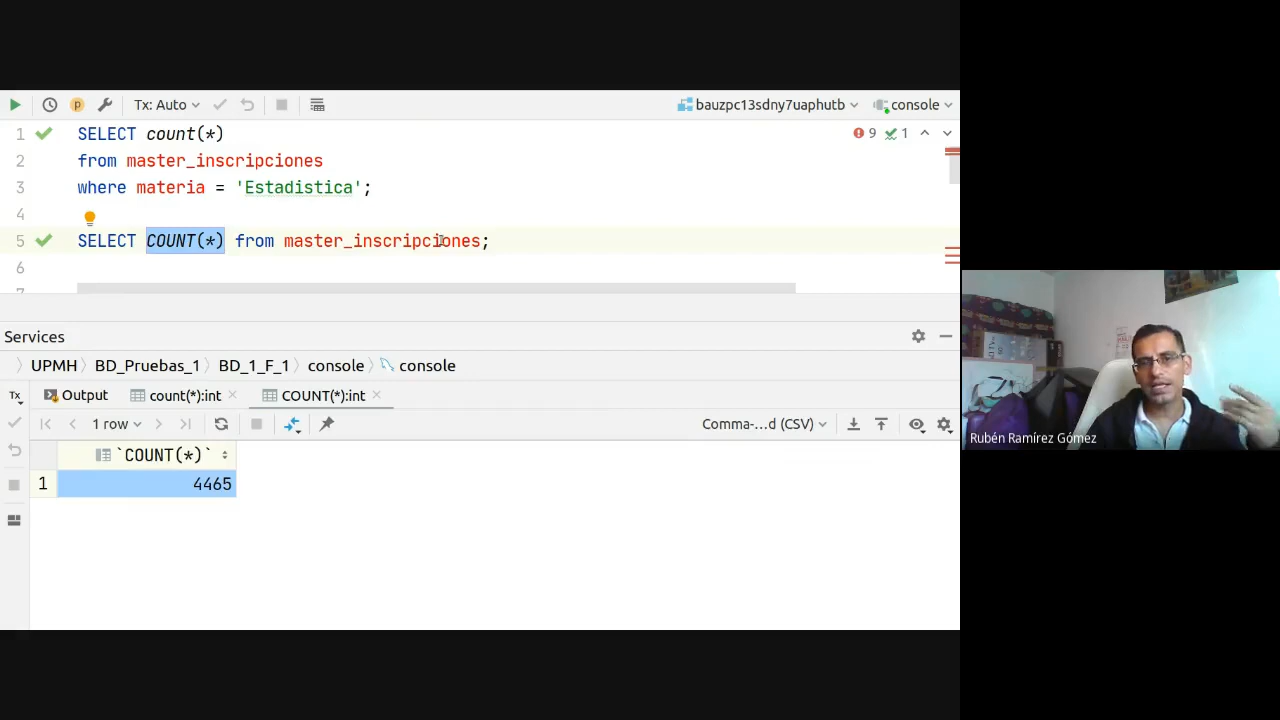 Tx: Auto
bauzpc13sdny7uaphutb
console
1 SELECT count(*)
9 1
2 from master_inscripciones
3 where materia = 'Estadistica';
4
5 SELECT COUNT(*) from master_inscripciones;
6
Services
UPMH BD_Pruebas_1 BD_1_F_1 console console
Tx Output count(*):int COUNT(*):int
1 row Comma-...d (CSV)
`COUNT(*)`
1 4465
Rubén Ramírez Gómez